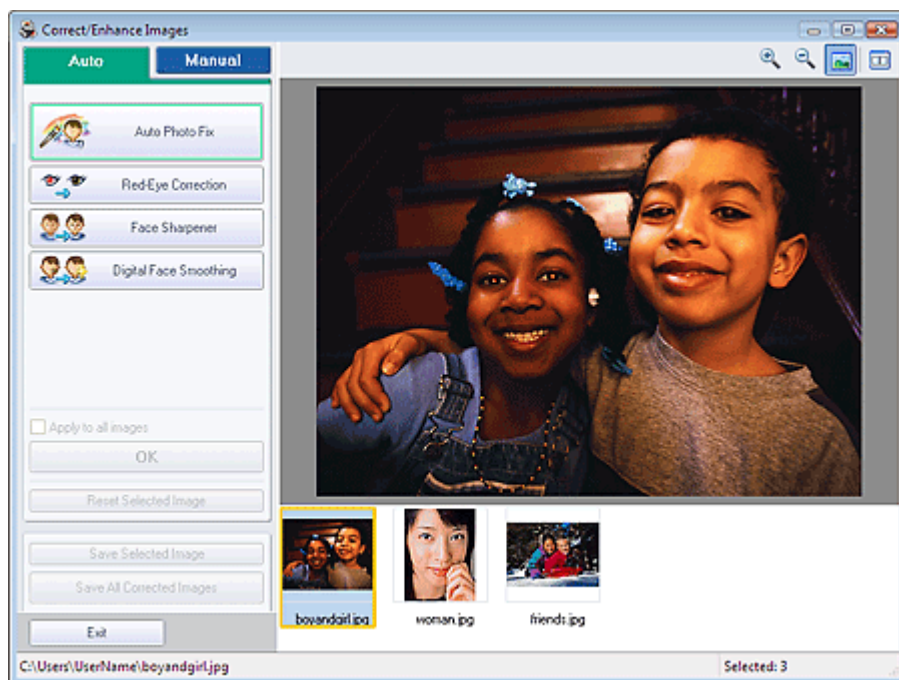 Correct/Enhance Images
Auto
Manual
Auto Photo Fix
Red-Eye Correction
Face Sharpener
Digital Face Smoothing
Apply to all images
OK
Reset Selected Image
Save Selected Image
Save All Corrected Images
Exit
boyandgirl.jpg
woman.jpg
friends.jpg
C:\Users\UserName\boyandgirl.jpg
Selected: 3